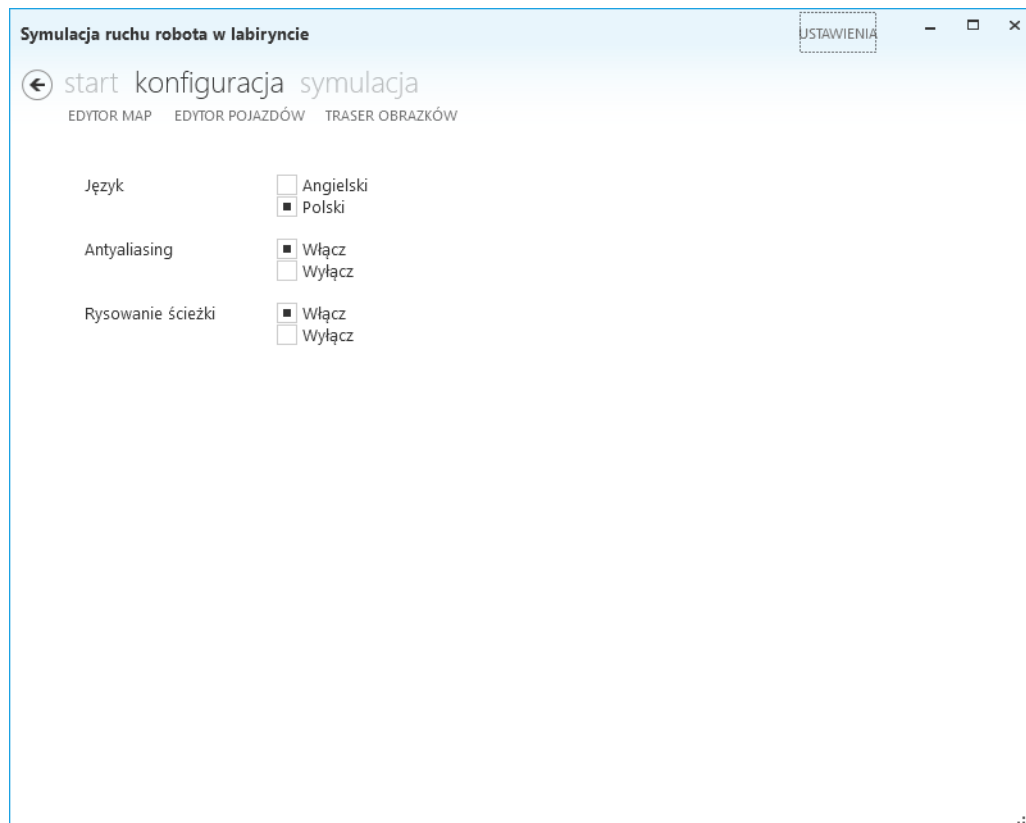 Symulacja ruchu robota w labiryncie USTAWIENIA
start konfiguracja symulacja
EDYTOR MAP EDYTOR POJAZDÓW TRASER OBRAZKÓW
Język Angielski
Polski
Antyaliasing Włącz
Wyłącz
Rysowanie ścieżki Włącz
Wyłącz